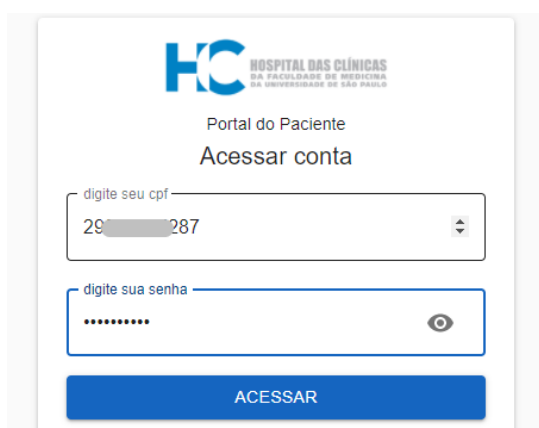 HC HOSPITAL DAS CLÍNICAS
DA FACULDADE DE MEDICINA
DA UNIVERSIDADE DE SÃO PAULO
Portal do Paciente
Acessar conta
digite seu cpf
29 287
digite sua senha
••••••••••
ACESSAR